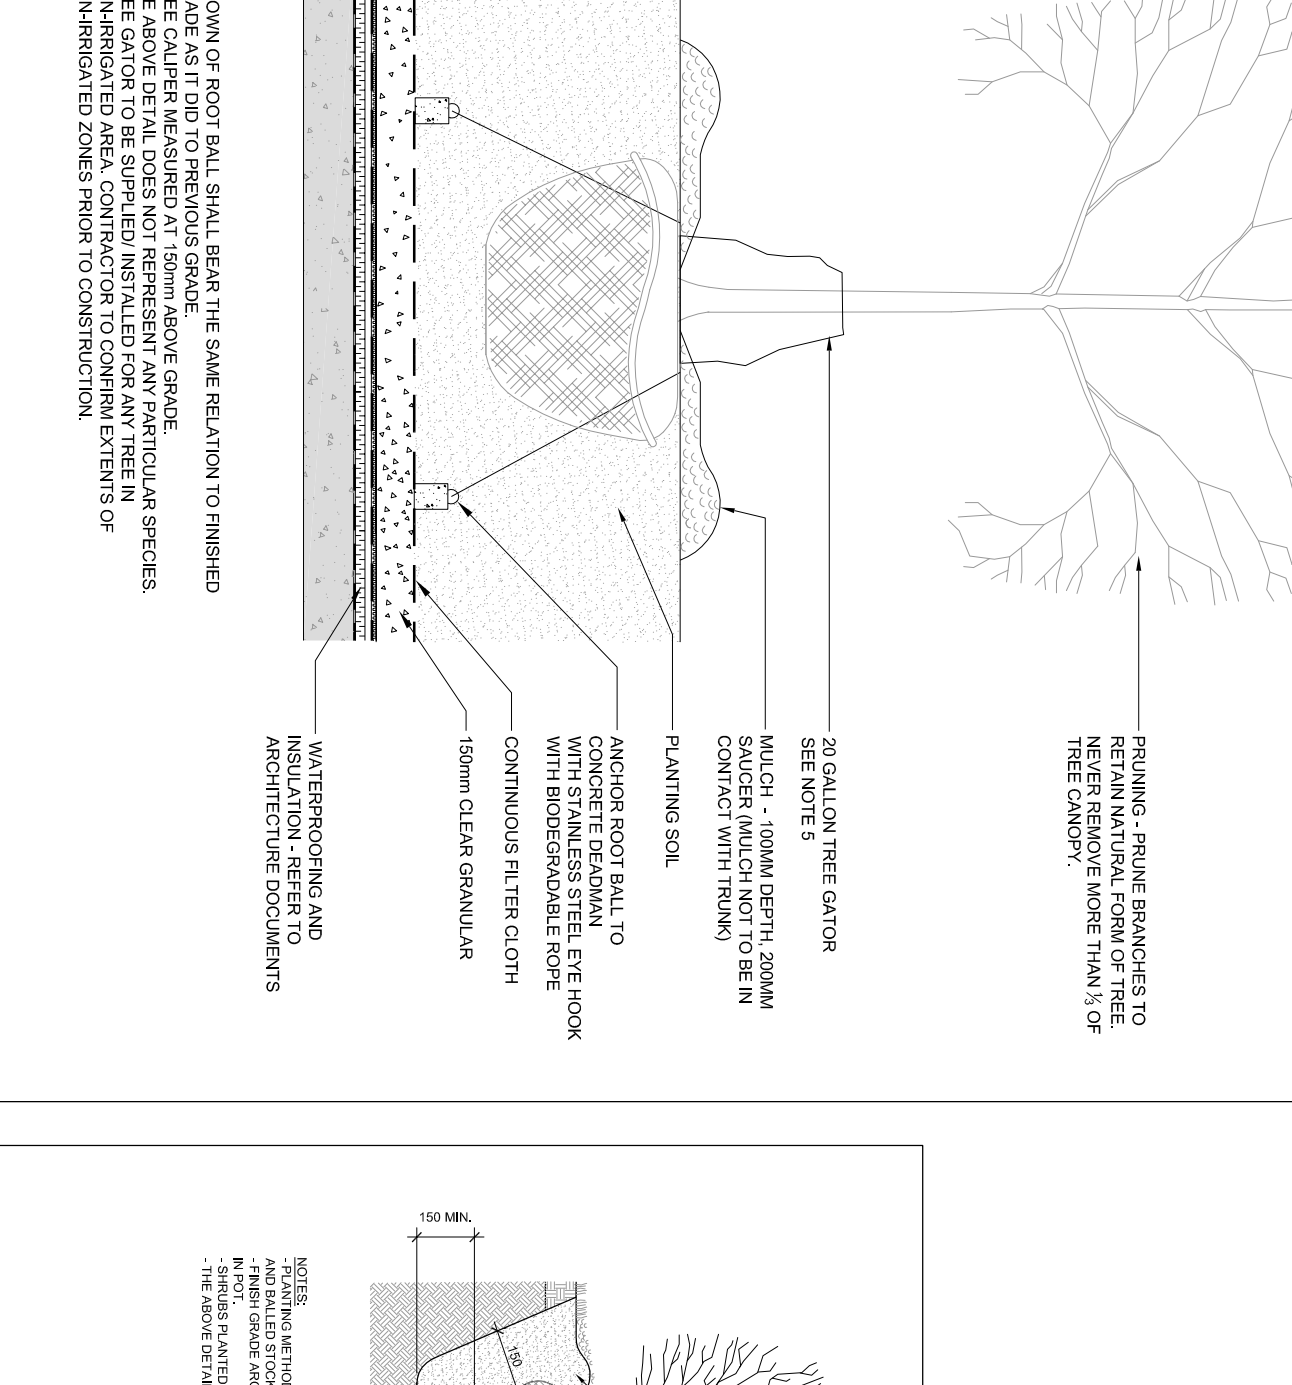 PRUNING - PRUNE BRANCHES TO
RETAIN NATURAL FORM OF TREE.
NEVER REMOVE MORE THAN ⅓ OF
TREE CANOPY.
20 GALLON TREE GATOR
SEE NOTE 5
MULCH - 100MM DEPTH, 200MM
SAUCER (MULCH NOT TO BE IN
CONTACT WITH TRUNK)
PLANTING SOIL
ANCHOR ROOT BALL TO
CONCRETE DEADMAN
WITH STAINLESS STEEL EYE HOOK
WITH BIODEGRADABLE ROPE
CONTINUOUS FILTER CLOTH
150mm CLEAR GRANULAR
WATERPROOFING AND
INSULATION - REFER TO
ARCHITECTURE DOCUMENTS
OWN OF ROOT BALL SHALL BEAR THE SAME RELATION TO FINISHED
ADE AS IT DID TO PREVIOUS GRADE.
EE CALIPER MEASURED AT 150mm ABOVE GRADE.
E ABOVE DETAIL DOES NOT REPRESENT ANY PARTICULAR SPECIES.
EE GATOR TO BE SUPPLIED/ INSTALLED FOR ANY TREE IN
N-IRRIGATED AREA. CONTRACTOR TO CONFIRM EXTENTS OF
N-IRRIGATED ZONES PRIOR TO CONSTRUCTION.
150 MIN.
150
NOTES:
- PLANTING METHOD
AND BALLED STOCK
- FINISH GRADE ARO
IN POT.
- SHRUBS PLANTED
- THE ABOVE DETAIL